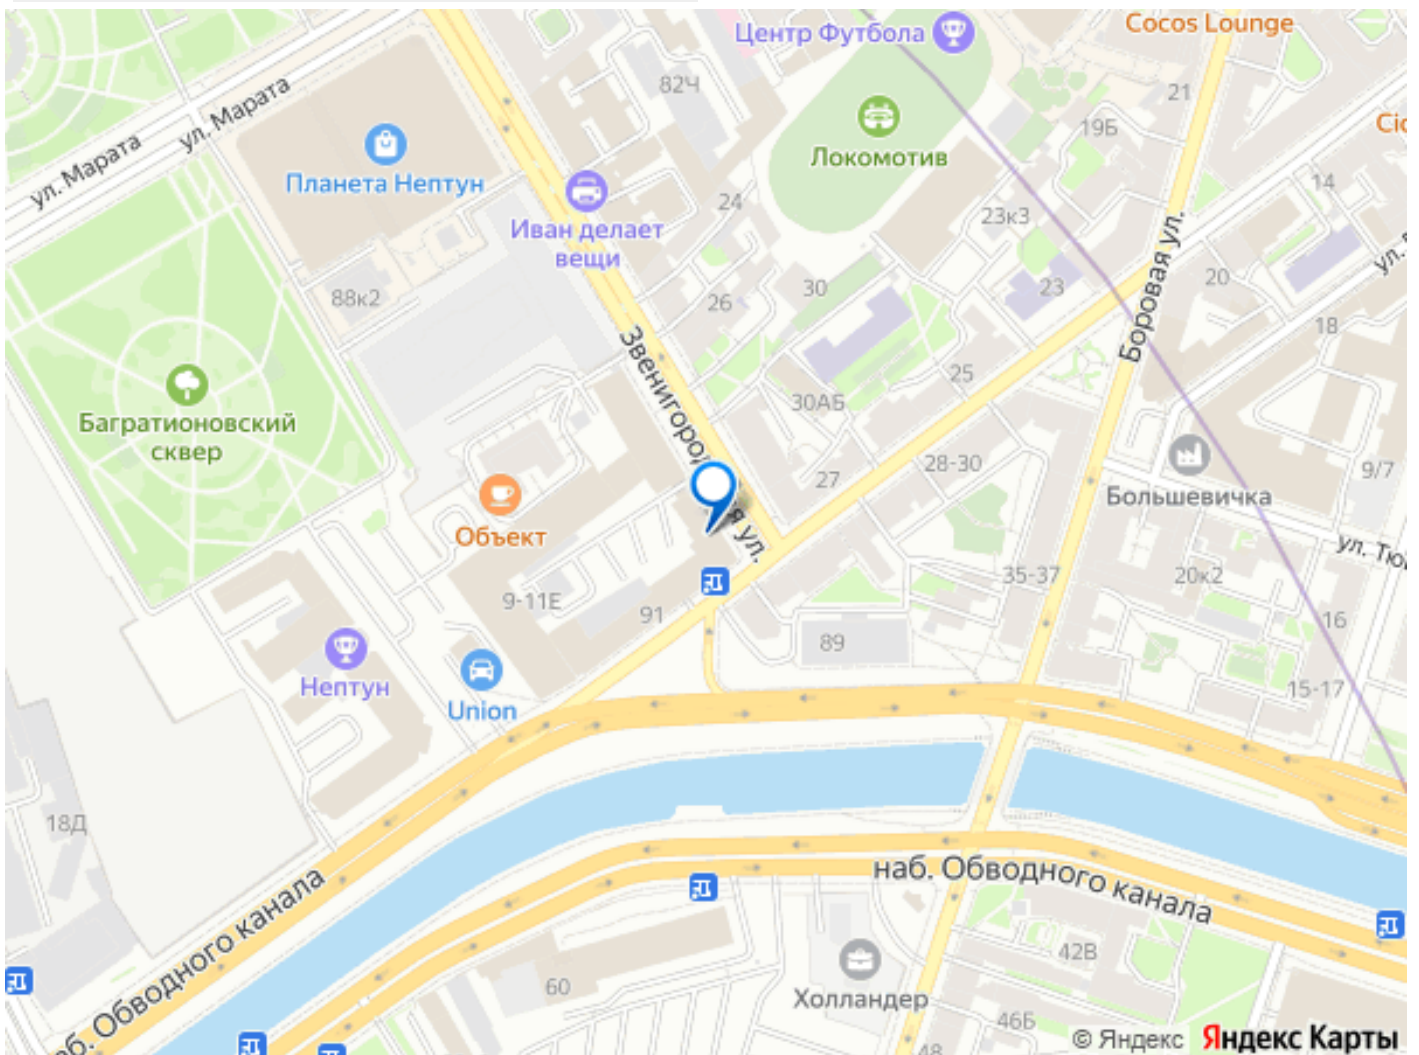 Центр Футбола
Cocos Lounge
82Ч
21
19Б
ул. Марата
ул. Марата
Планета Нептун
Локомотив
14
Иван делает
вещи
24
23к3
Боровая ул.
88к2
26
30
23
20
18
Звенигородская ул.
Багратионовский
сквер
25
30АБ
27
28-30
Большевичка
9/7
Объект
9-11Е
91
35-37
20к2
16
89
Нептун
Union
15-17
18Д
наб. Обводного канала
наб. Обводного канала
42В
60
Холландер
46Б
48
© Яндекс Яндекс Карты